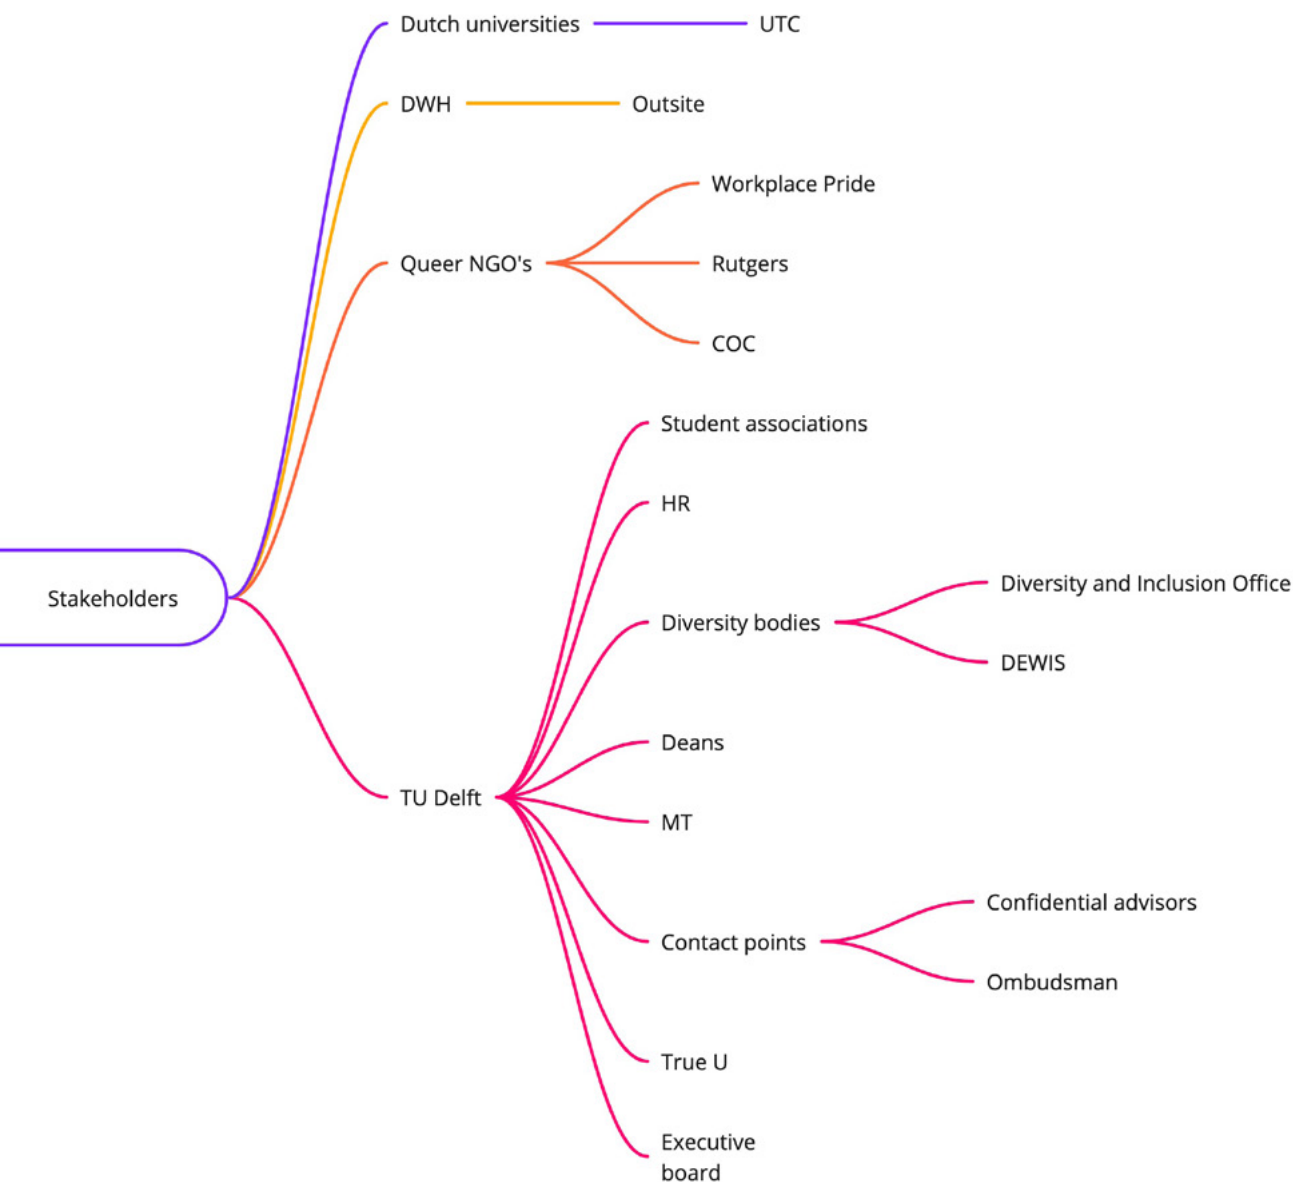 Dutch universities
UTC
DWH
Outsite
Workplace Pride
Queer NGO's
Rutgers
COC
Student associations
HR
Stakeholders
Diversity bodies
Diversity and Inclusion Office
DEWIS
Deans
TU Delft
MT
Contact points
Confidential advisors
Ombudsman
True U
Executive
board